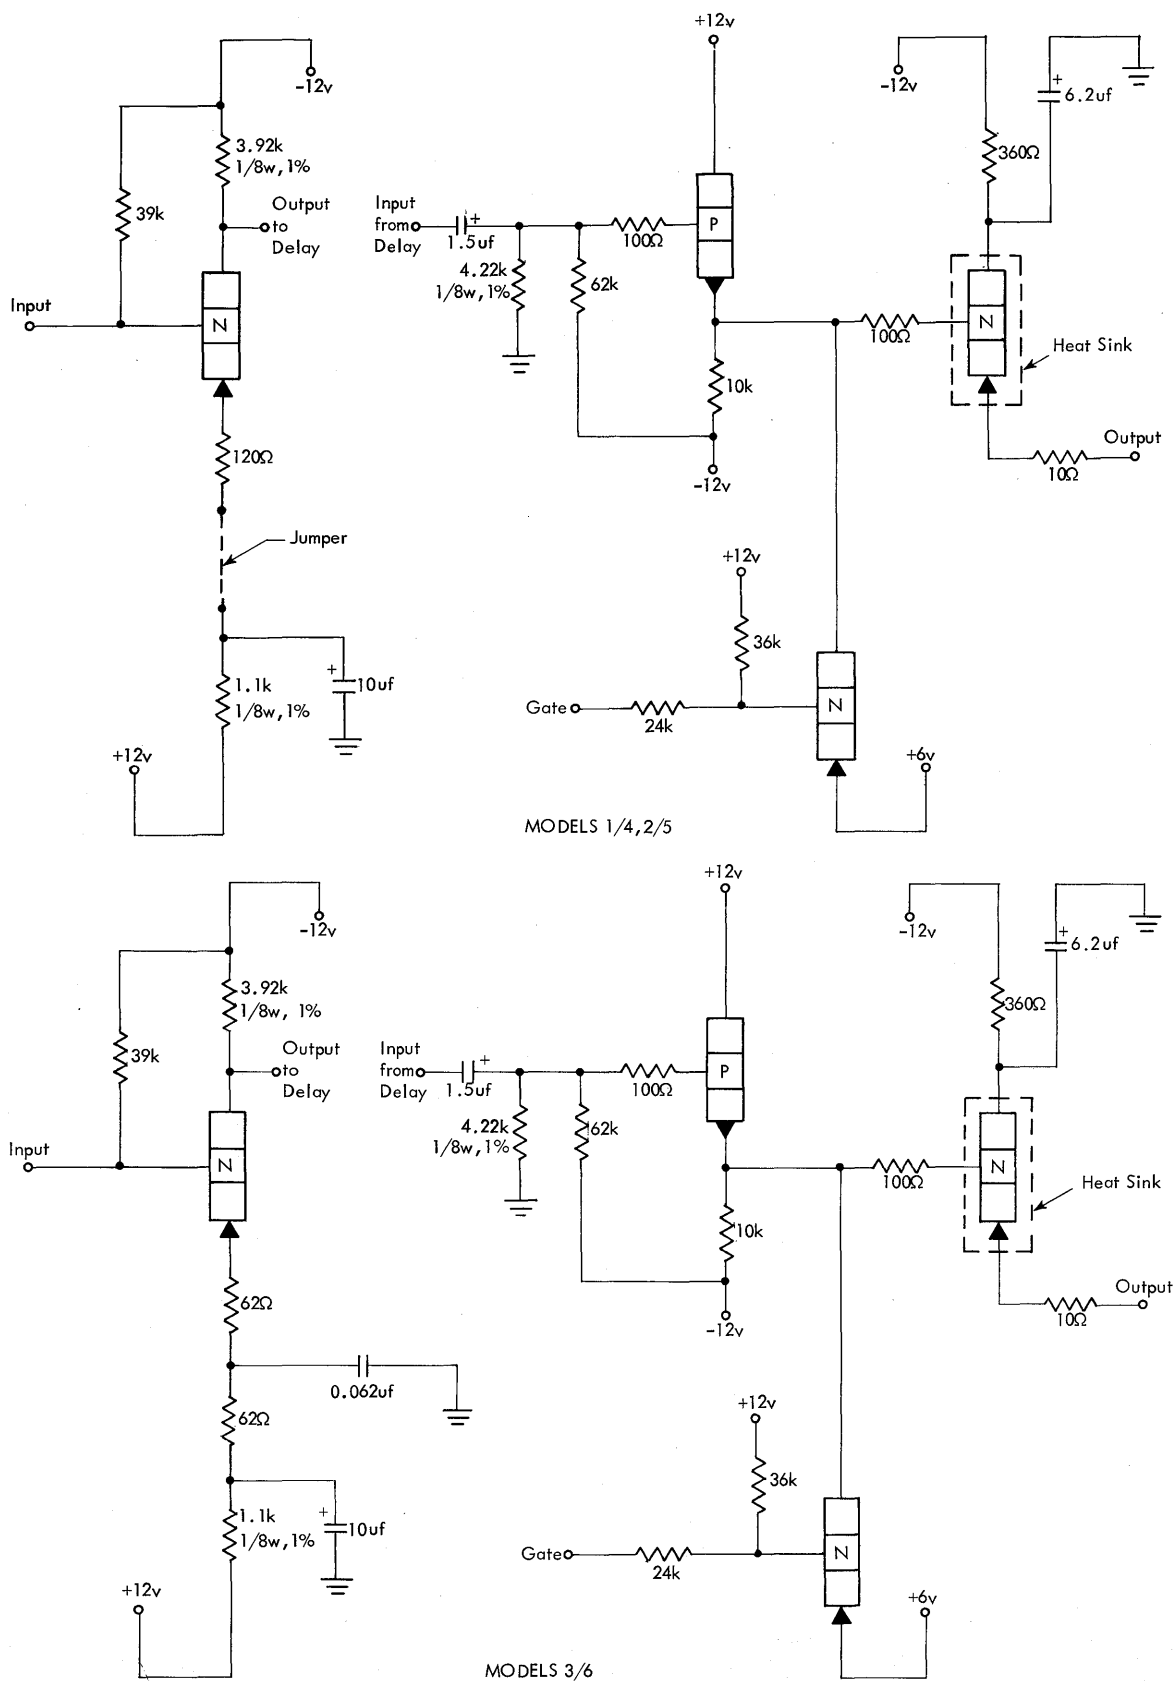 -12v
3.92k
1/8w,1%
39k
Output
to
Delay
Input
N
120Ω
Jumper
1.1k
1/8w,1%
+
10uf
+12v
+12v
Input
from
Delay
+
1.5uf
4.22k
1/8w,1%
62k
100Ω
P
10k
-12v
100Ω
-12v
360Ω
+
6.2uf
N
Heat Sink
Output
10Ω
+12v
36k
Gate
24k
N
+6v
MODELS 1/4,2/5
-12v
3.92k
1/8w, 1%
39k
Output
to
Delay
Input
N
62Ω
0.062uf
62Ω
1.1k
1/8w,1%
+
10uf
+12v
+12v
Input
from
Delay
+
1.5uf
4.22k
1/8w,1%
62k
100Ω
P
10k
-12v
100Ω
-12v
360Ω
+
6.2uf
N
Heat Sink
Output
10Ω
+12v
36k
Gate
24k
N
+6v
MODELS 3/6